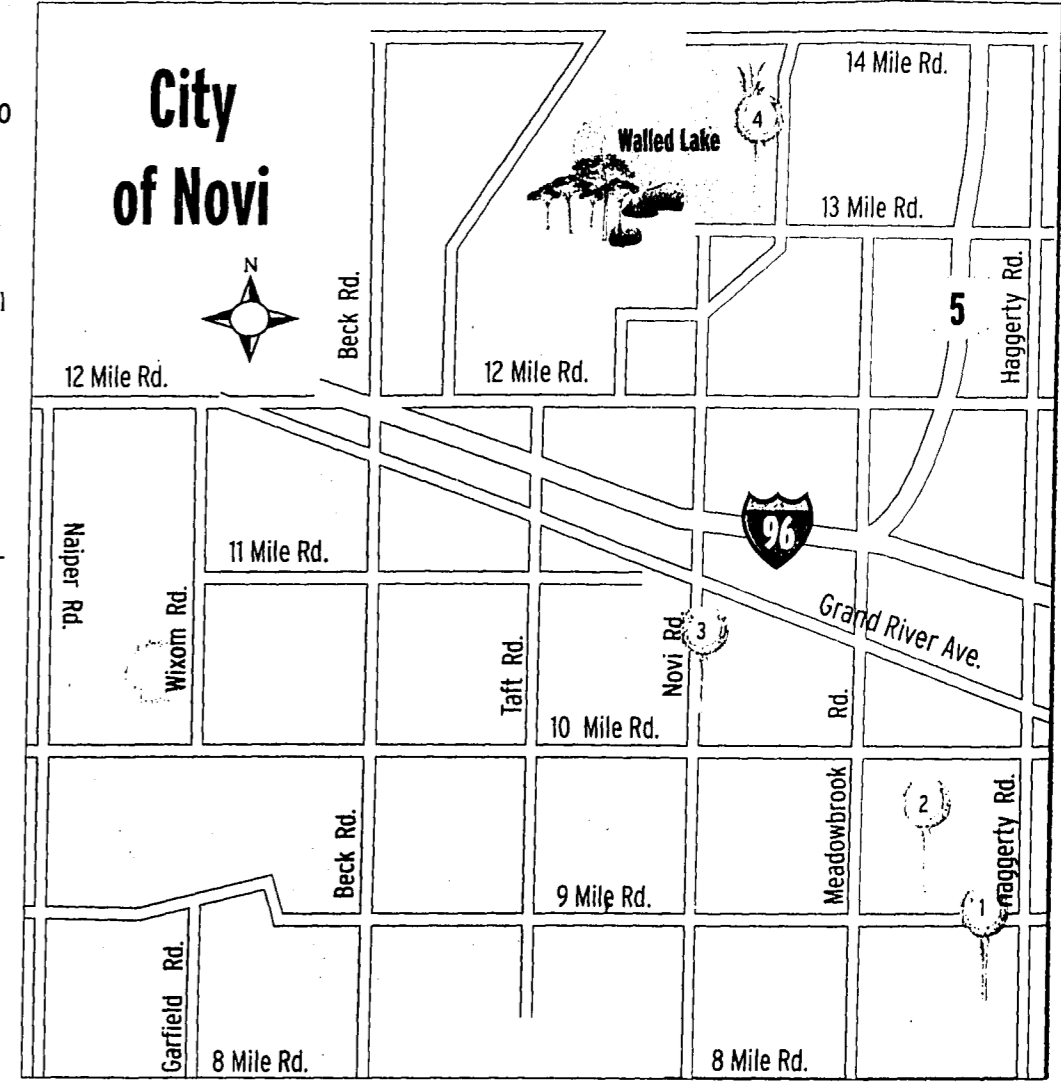 City
of Novi
N
14 Mile Rd.
4
Walled Lake
13 Mile Rd.
Beck Rd.
5
Haggerty Rd.
12 Mile Rd.
12 Mile Rd.
96
11 Mile Rd.
Naiper Rd.
Wixom Rd.
Taft Rd.
Novi Rd.
3
Grand River Ave.
10 Mile Rd.
Meadowbrook Rd.
2
Haggerty Rd.
Beck Rd.
9 Mile Rd.
1
Garfield Rd.
8 Mile Rd.
8 Mile Rd.